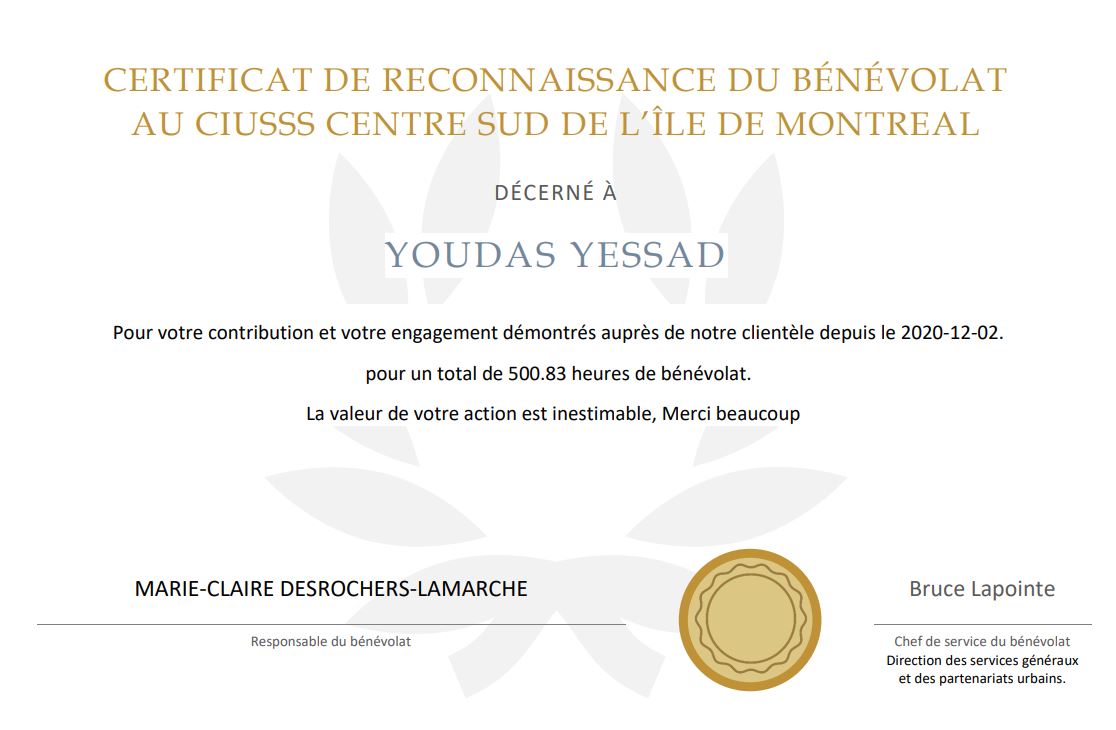 CERTIFICAT DE RECONNAISSANCE DU BÉNÉVOLAT
AU CIUSSS CENTRE SUD DE L’ÎLE DE MONTREAL
DÉCERNÉ À
YOUDAS YESSAD
Pour votre contribution et votre engagement démontrés auprès de notre clientèle depuis le 2020-12-02.
pour un total de 500.83 heures de bénévolat.
La valeur de votre action est inestimable, Merci beaucoup
MARIE-CLAIRE DESROCHERS-LAMARCHE
Responsable du bénévolat
Bruce Lapointe
Chef de service du bénévolat
Direction des services généraux
et des partenariats urbains.